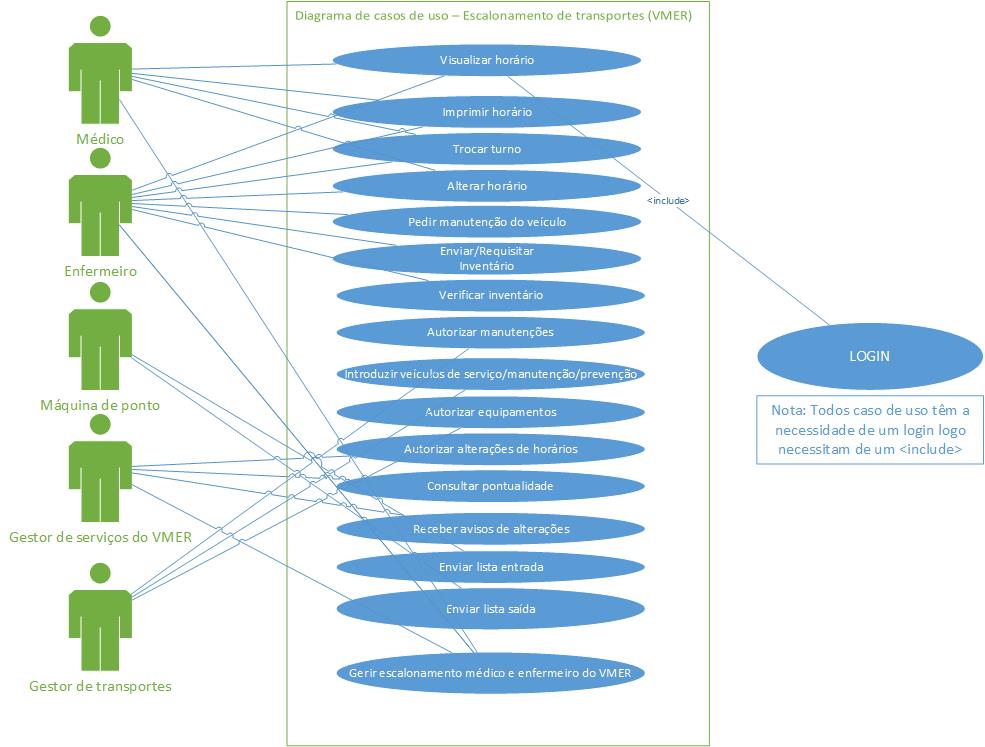 Diagrama de casos de uso – Escalonamento de transportes (VMER)
Médico
Enfermeiro
Máquina de ponto
Gestor de serviços do VMER
Gestor de transportes
Visualizar horário
Imprimir horário
Trocar turno
Alterar horário
Pedir manutenção do veículo
Enviar/Requisitar
Inventário
Verificar inventário
Autorizar manutenções
Introduzir veículos de serviço/manutenção/prevenção
Autorizar equipamentos
Autorizar alterações de horários
Consultar pontualidade
Receber avisos de alterações
Enviar lista entrada
Enviar lista saída
Gerir escalonamento médico e enfermeiro do VMER
<include>
LOGIN
Nota: Todos caso de uso têm a
necessidade de um login logo
necessitam de um <include>